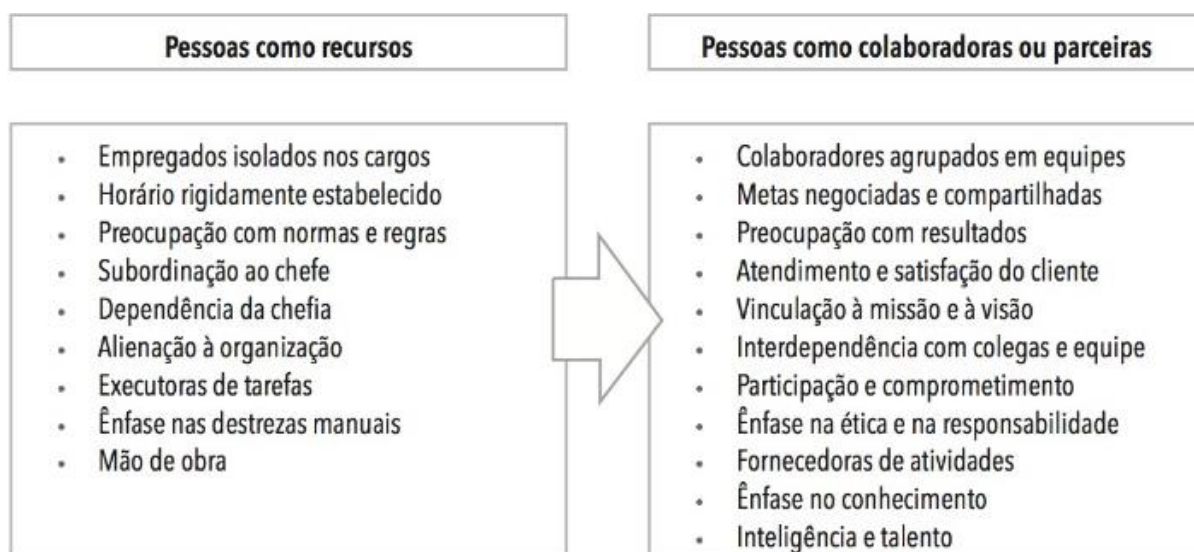 Pessoas como recursos
Empregados isolados nos cargos
Horário rigidamente estabelecido
Preocupação com normas e regras
Subordinação ao chefe
Dependência da chefia
Alienação à organização
Executoras de tarefas
Ênfase nas destrezas manuais
Mão de obra
Pessoas como colaboradoras ou parceiras
Colaboradores agrupados em equipes
Metas negociadas e compartilhadas
Preocupação com resultados
Atendimento e satisfação do cliente
Vinculação à missão e à visão
Interdependência com colegas e equipe
Participação e comprometimento
Ênfase na ética e na responsabilidade
Fornecedoras de atividades
Ênfase no conhecimento
Inteligência e talento